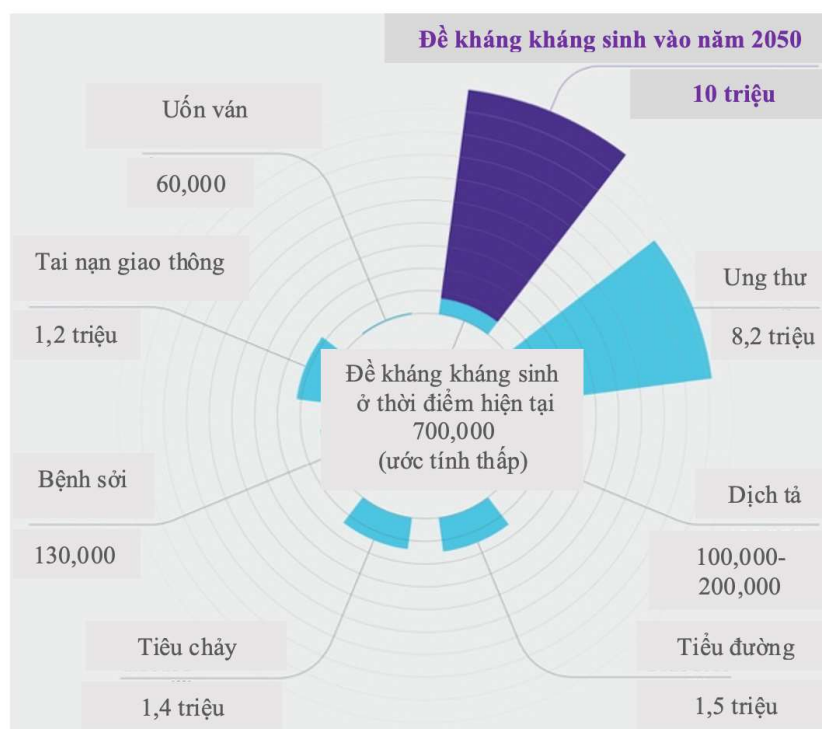 Đề kháng kháng sinh vào năm 2050
10 triệu
Uốn ván
60,000
Tai nạn giao thông
1,2 triệu
Ung thư
8,2 triệu
Đề kháng kháng sinh
ở thời điểm hiện tại
700,000
(ước tính thấp)
Bệnh sởi
130,000
Dịch tả
100,000-
200,000
Tiêu chảy
1,4 triệu
Tiểu đường
1,5 triệu